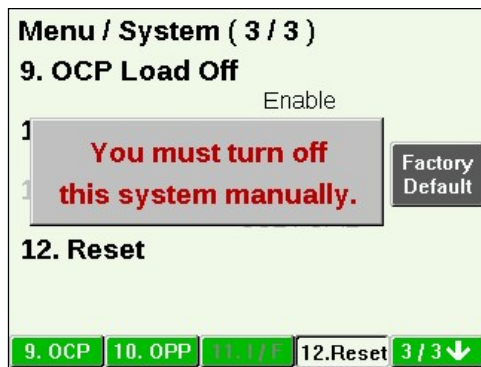 Menu / System ( 3 / 3 )
9. OCP Load Off
Enable
You must turn off
this system manually.
Factory
Default
12. Reset
9. OCP 10. OPP 11. I / F 12.Reset 3 / 3